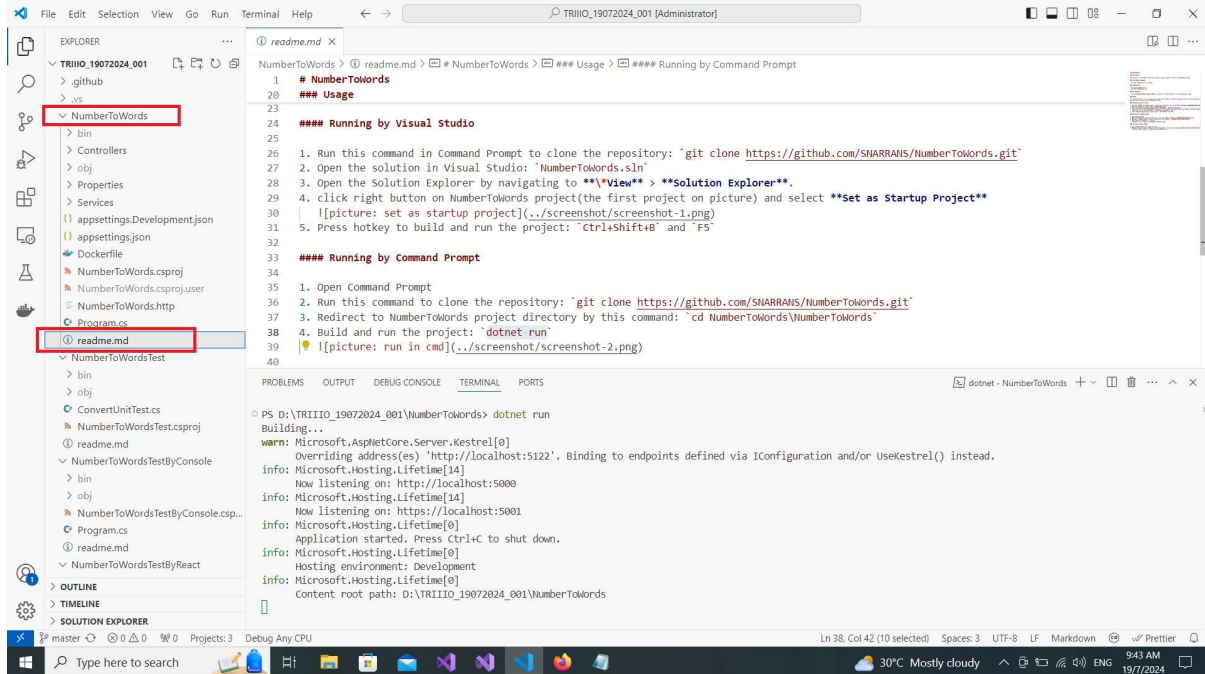 File Edit Selection View Go Run Terminal Help
TRIIIO_19072024_001 [Administrator]
EXPLORER
TRIIIO_19072024_001
.github
.vs
NumberToWords
bin
Controllers
obj
Properties
Services
appsettings.Development.json
appsettings.json
Dockerfile
NumberToWords.csproj
NumberToWords.csproj.user
NumberToWords.http
Program.cs
readme.md
NumberToWordsTest
bin
obj
ConvertUnitTest.cs
NumberToWordsTest.csproj
readme.md
NumberToWordsTestByConsole
bin
obj
NumberToWordsTestByConsole.csp...
Program.cs
readme.md
NumberToWordsTestByReact
OUTLINE
TIMELINE
SOLUTION EXPLORER
readme.md
NumberToWords > readme.md > # NumberToWords > ### Usage > #### Running by Command Prompt
1 # NumberToWords
20 ### Usage
23
24 #### Running by Visual Studio
25
26 1. Run this command in Command Prompt to clone the repository: `git clone https://github.com/SNARRANS/NumberToWords.git`
27 2. Open the solution in Visual Studio: `NumberToWords.sln`
28 3. Open the Solution Explorer by navigating to **\*View** > **Solution Explorer**.
29 4. click right button on NumberToWords project(the first project on picture) and select **Set as Startup Project**
30 ![picture: set as startup project](../screenshot/screenshot-1.png)
31 5. Press hotkey to build and run the project: `Ctrl+Shift+B` and `F5`
32
33 #### Running by Command Prompt
34
35 1. Open Command Prompt
36 2. Run this command to clone the repository: `git clone https://github.com/SNARRANS/NumberToWords.git`
37 3. Redirect to NumberToWords project directory by this command: `cd NumberToWords\NumberToWords`
38 4. Build and run the project: `dotnet run`
39 ![picture: run in cmd](../screenshot/screenshot-2.png)
40
PROBLEMS OUTPUT DEBUG CONSOLE TERMINAL PORTS
dotnet - NumberToWords
PS D:\TRIIIO_19072024_001\NumberToWords> dotnet run
Building...
warn: Microsoft.AspNetCore.Server.Kestrel[0]
Overriding address(es) 'http://localhost:5122'. Binding to endpoints defined via IConfiguration and/or UseKestrel() instead.
info: Microsoft.Hosting.Lifetime[14]
Now listening on: http://localhost:5000
info: Microsoft.Hosting.Lifetime[14]
Now listening on: https://localhost:5001
info: Microsoft.Hosting.Lifetime[0]
Application started. Press Ctrl+C to shut down.
info: Microsoft.Hosting.Lifetime[0]
Hosting environment: Development
info: Microsoft.Hosting.Lifetime[0]
Content root path: D:\TRIIIO_19072024_001\NumberToWords
master 0 0 0 Projects: 3 Debug Any CPU
Ln 38, Col 42 (10 selected) Spaces: 3 UTF-8 LF Markdown Prettier
1
Type here to search
30°C Mostly cloudy ENG
9:43 AM
19/7/2024